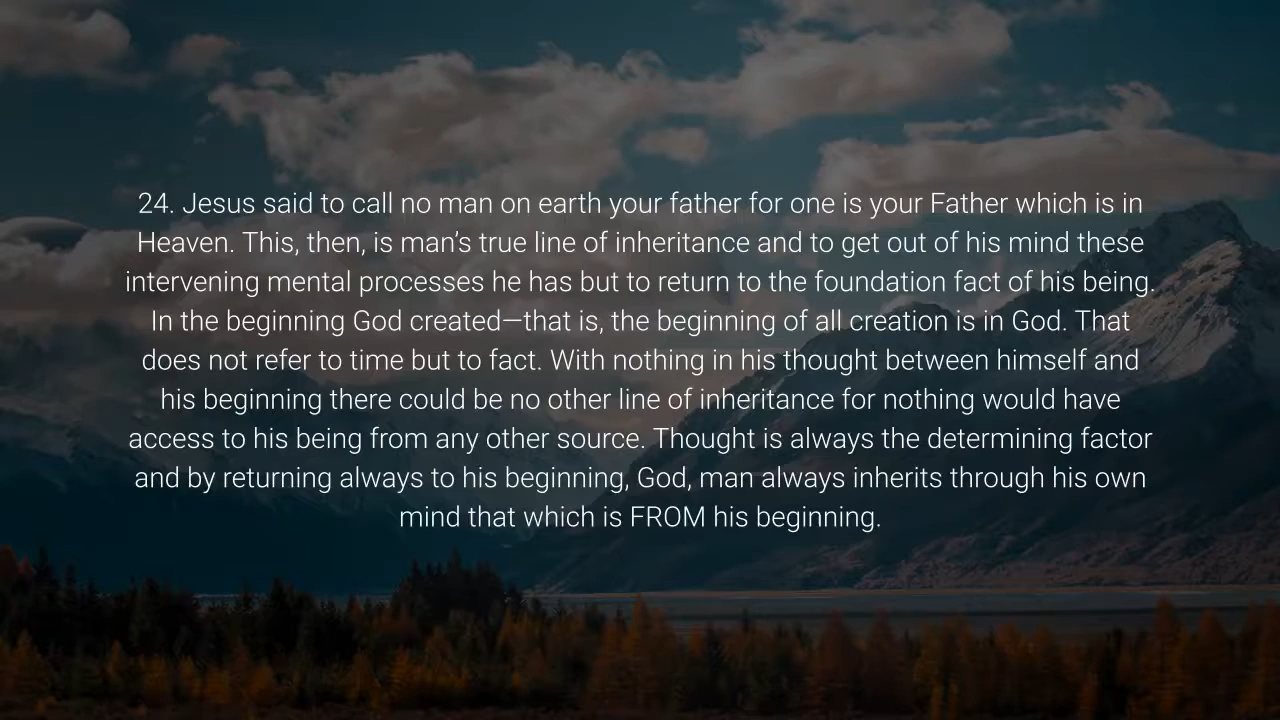 24. Jesus said to call no man on earth your father for one is your Father which is in
Heaven. This, then, is man’s true line of inheritance and to get out of his mind these
intervening mental processes he has but to return to the foundation fact of his being.
In the beginning God created—that is, the beginning of all creation is in God. That
does not refer to time but to fact. With nothing in his thought between himself and
his beginning there could be no other line of inheritance for nothing would have
access to his being from any other source. Thought is always the determining factor
and by returning always to his beginning, God, man always inherits through his own
mind that which is FROM his beginning.